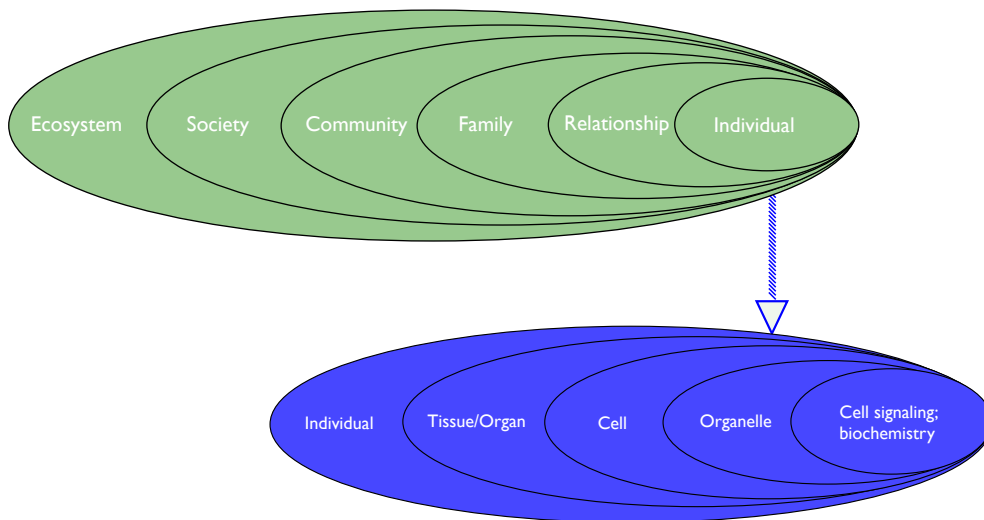 Ecosystem
Society
Community
Family
Relationship
Individual
Individual
Tissue/Organ
Cell
Organelle
Cell signaling;
biochemistry